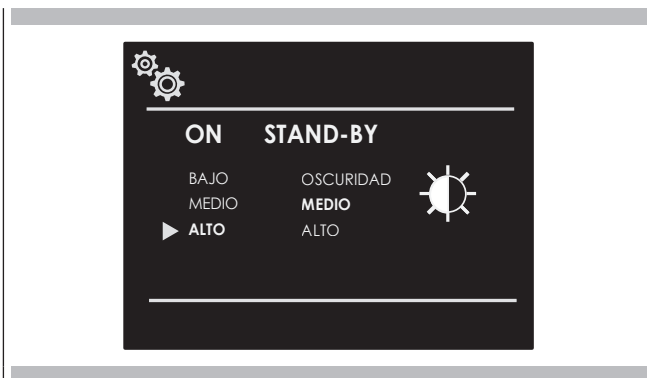 ON STAND-BY
BAJO OSCURIDAD
MEDIO MEDIO
ALTO ALTO